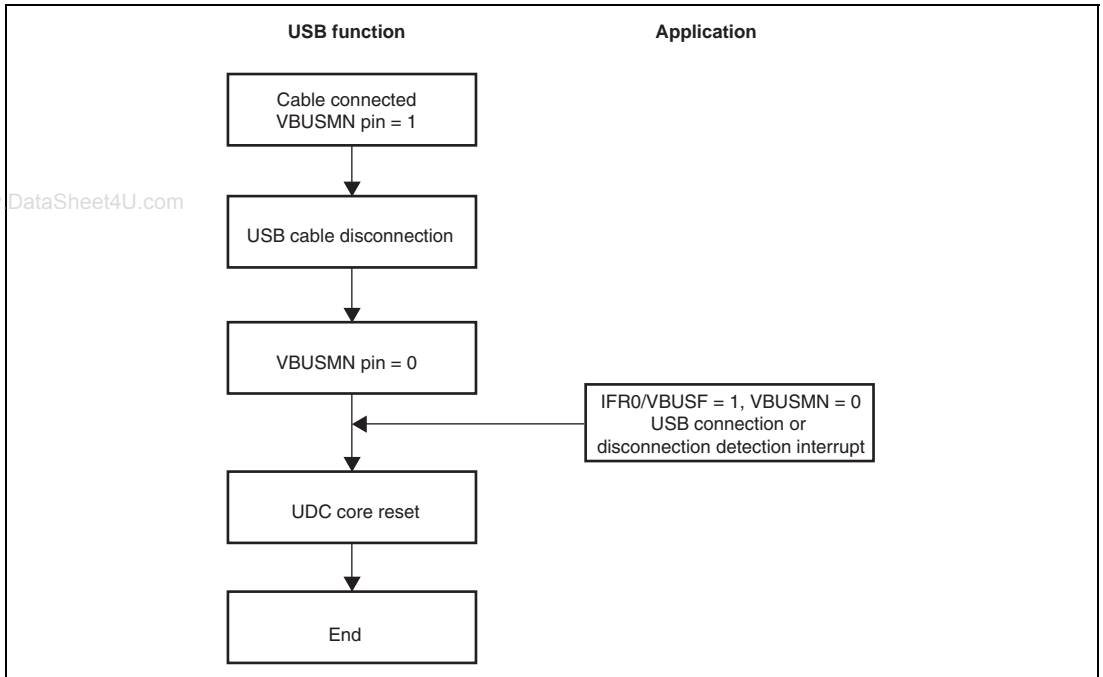 USB function
Application
Cable connected
VBUSMN pin = 1
DataSheet4U.com
USB cable disconnection
VBUSMN pin = 0
IFR0/VBUSF = 1, VBUSMN = 0
USB connection or
disconnection detection interrupt
UDC core reset
End